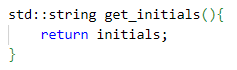 std::string get_initials(){
    return initials;
}